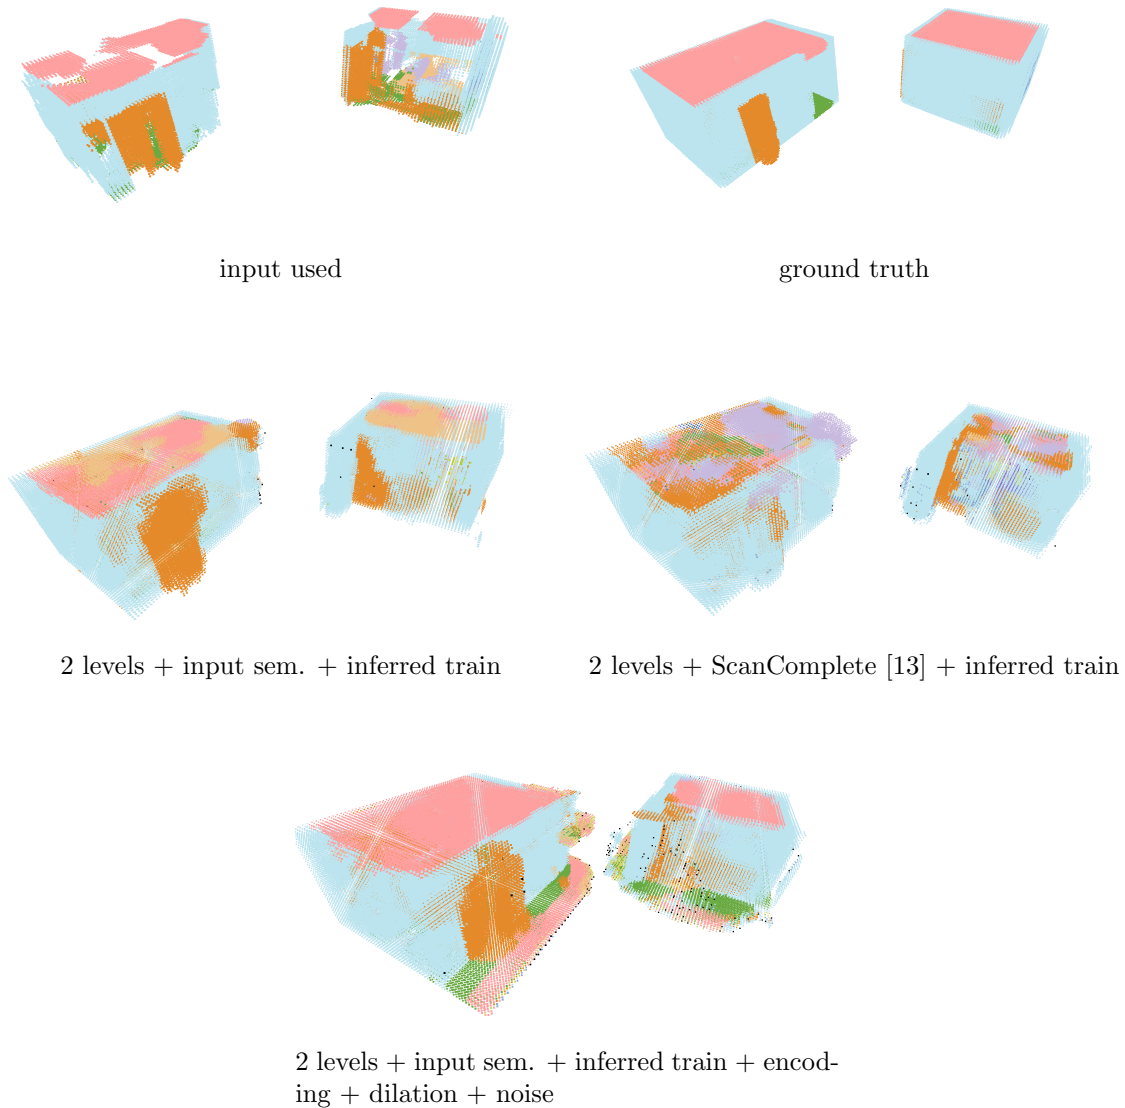 input used
ground truth
2 levels + input sem. + inferred train
2 levels + ScanComplete [13] + inferred train
2 levels + input sem. + inferred train + encod-
ing + dilation + noise